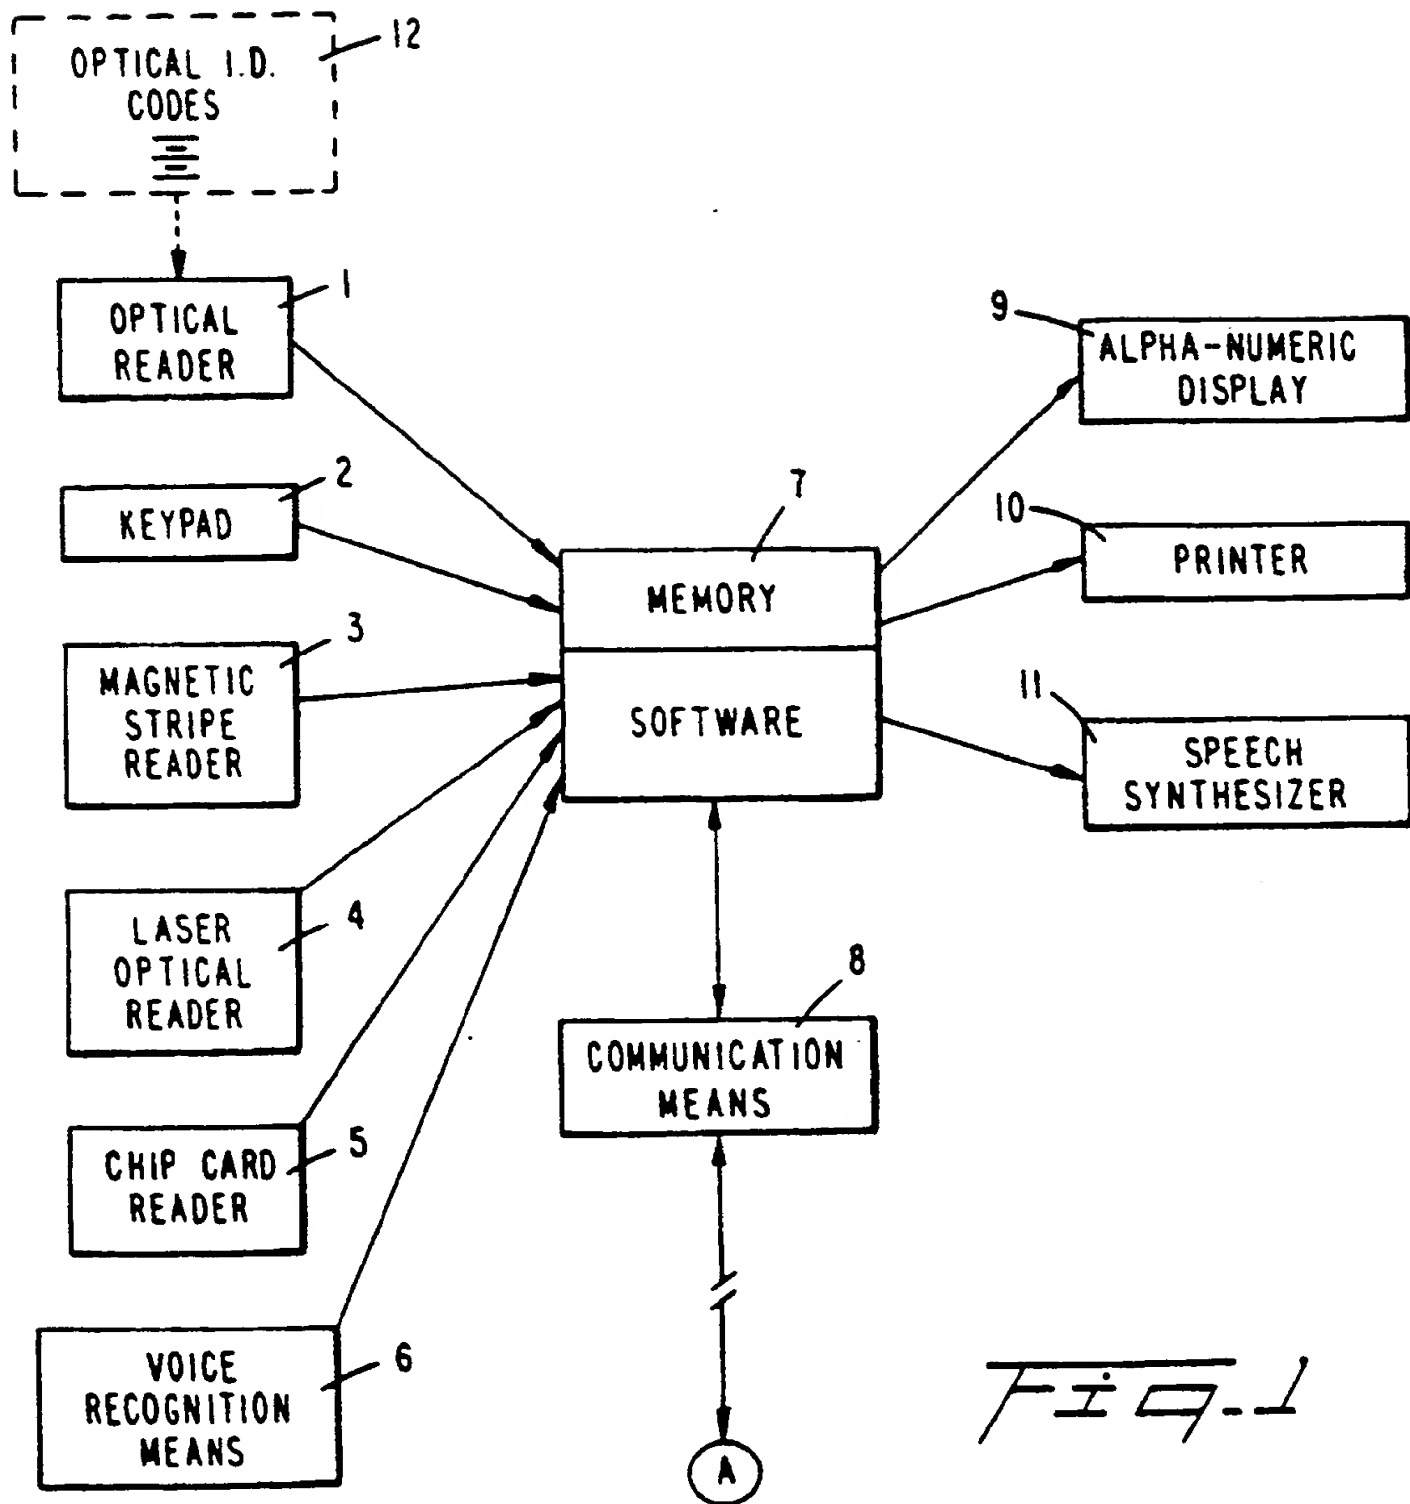 OPTICAL I.D.
CODES
12
OPTICAL
READER
1
KEYPAD
2
MAGNETIC
STRIPE
READER
3
LASER
OPTICAL
READER
4
CHIP CARD
READER
5
VOICE
RECOGNITION
MEANS
6
7
MEMORY
SOFTWARE
8
COMMUNICATION
MEANS
A
9
ALPHA-NUMERIC
DISPLAY
10
PRINTER
11
SPEECH
SYNTHESIZER
Fig-1